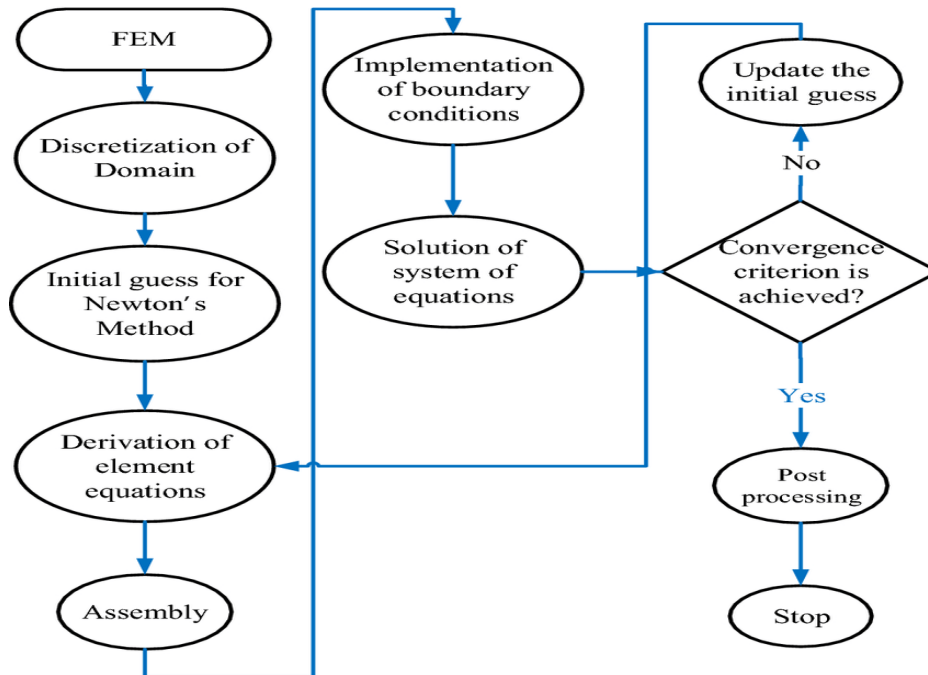 FEM
Discretization of
Domain
Initial guess for
Newton's
Method
Derivation of
element
equations
Assembly
Implementation
of boundary
conditions
Solution of
system of
equations
Update the
initial guess
No
Convergence
criterion is
achieved?
Yes
Post
processing
Stop